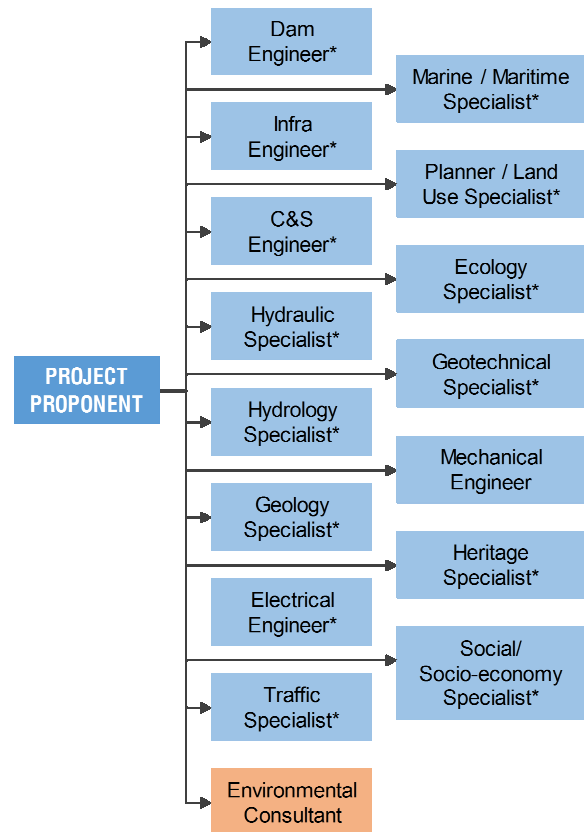 PROJECT
PROPONENT
Dam
Engineer*
Marine / Maritime
Specialist*
Infra
Engineer*
Planner / Land
Use Specialist*
C&S
Engineer*
Ecology
Specialist*
Hydraulic
Specialist*
Geotechnical
Specialist*
Hydrology
Specialist*
Mechanical
Engineer
Geology
Specialist*
Heritage
Specialist*
Electrical
Engineer*
Social/
Socio-economy
Specialist*
Traffic
Specialist*
Environmental
Consultant